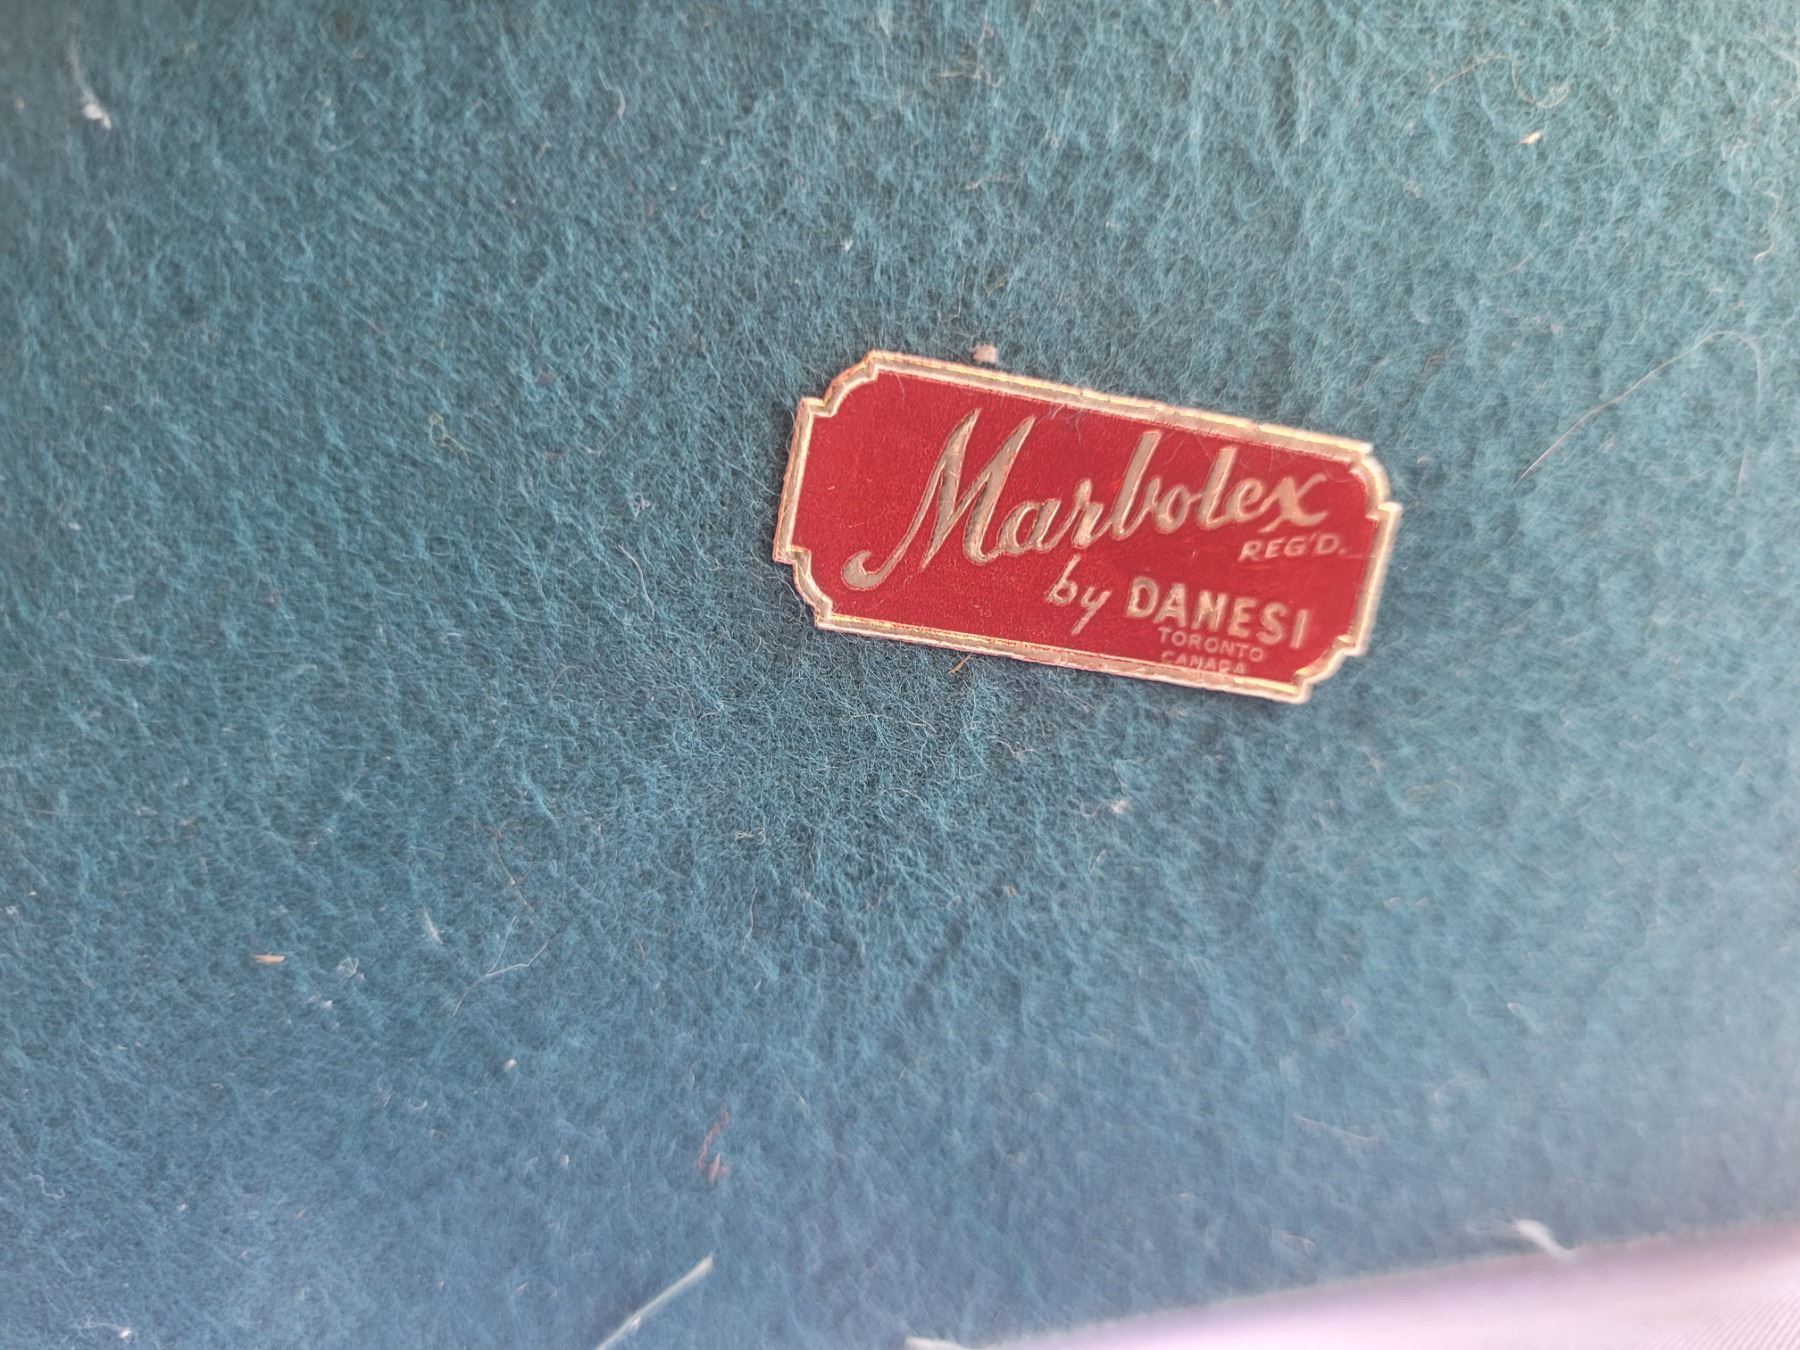 Marbolex
REG'D.
by DANESI
TORONTO
CANADA